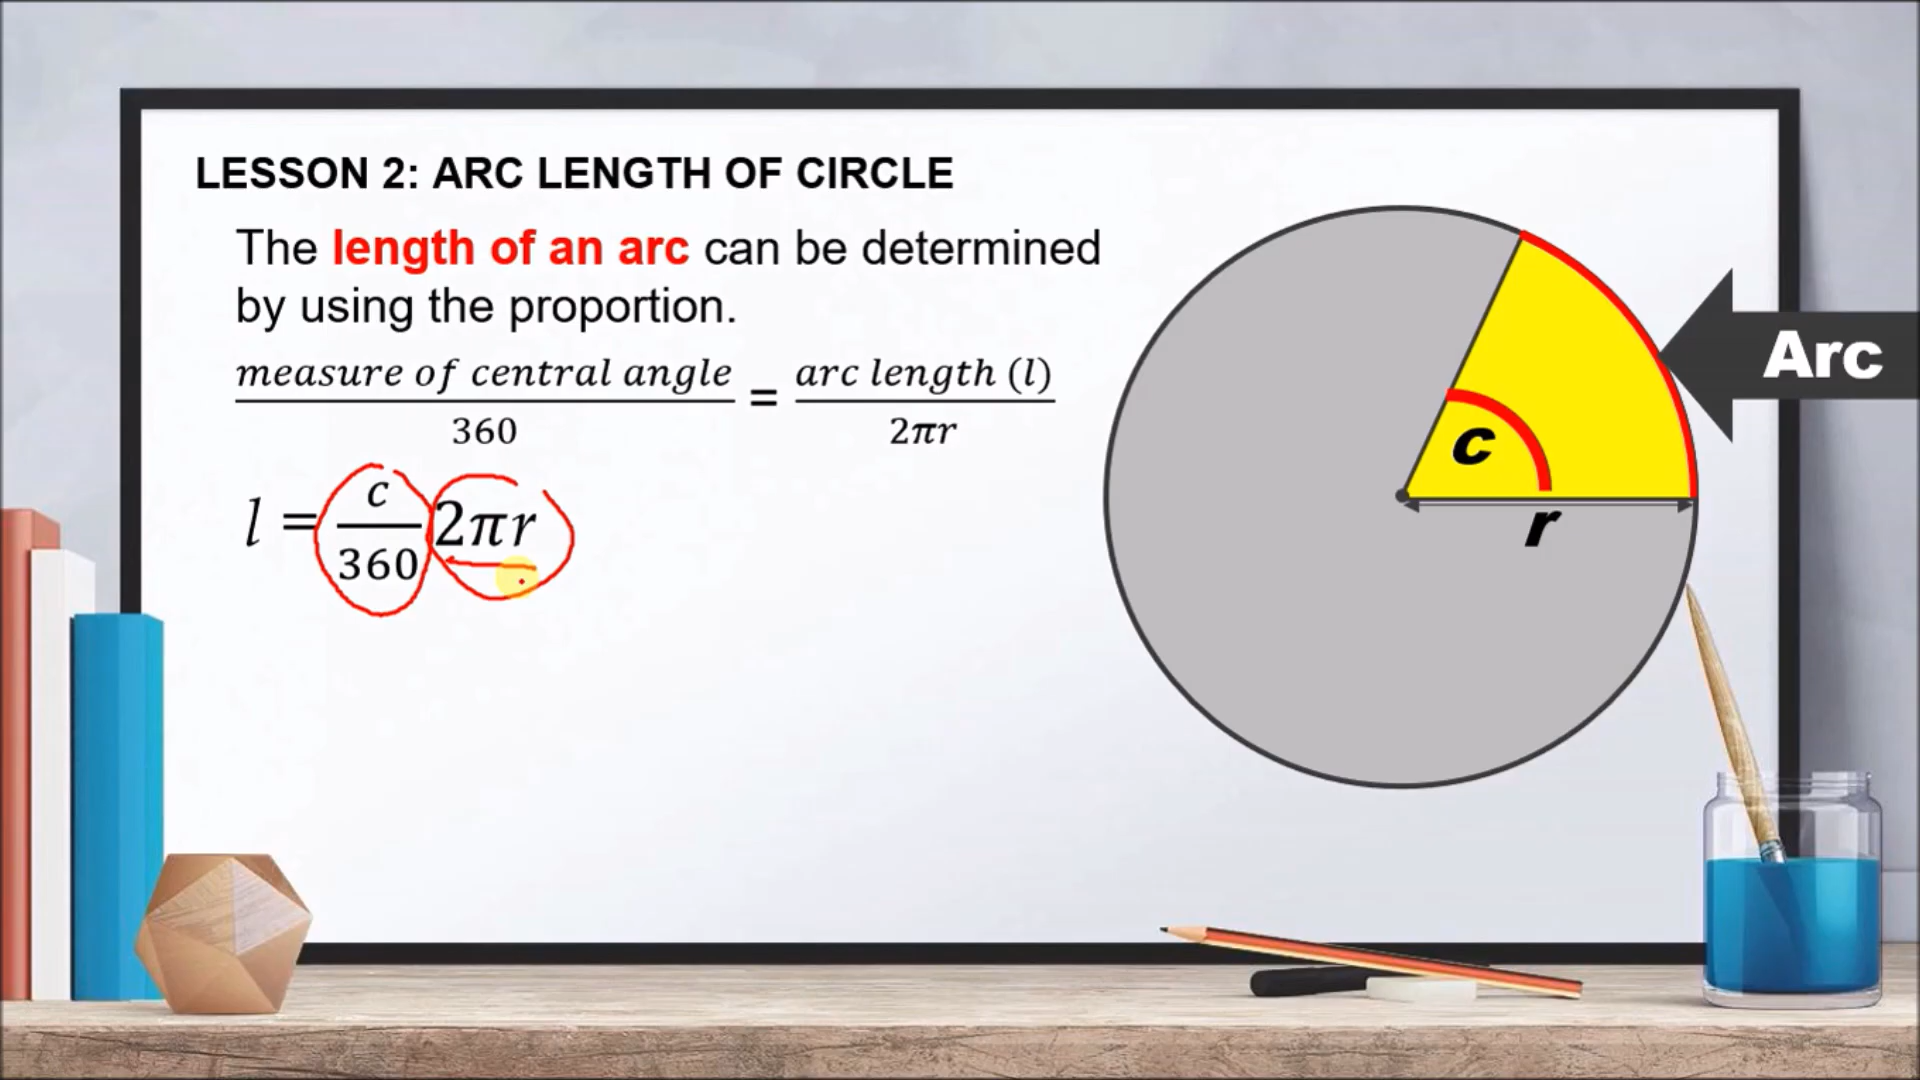 LESSON 2: ARC LENGTH OF CIRCLE
The length of an arc can be determined
by using the proportion.
measure of central angle / 360 = arc length (l) / 2πr
l = c / 360 2πr
Arc
c
r